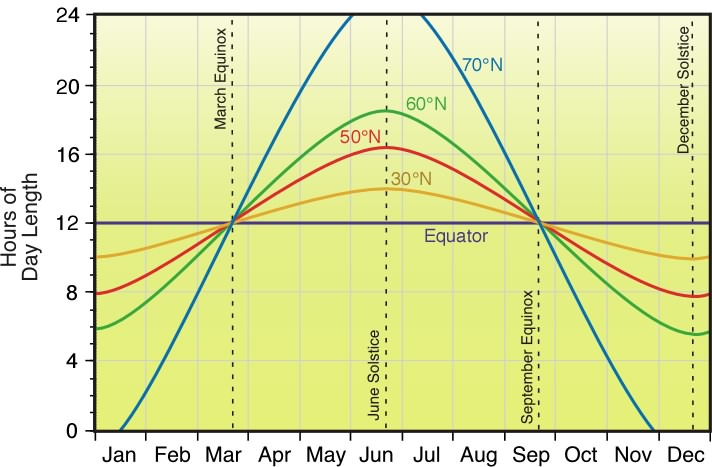 24
20
16
12
8
4
0
Hours of
Day Length
March Equinox
June Solstice
September Equinox
December Solstice
70°N
60°N
50°N
30°N
Equator
Jan Feb Mar Apr May Jun Jul Aug Sep Oct Nov Dec